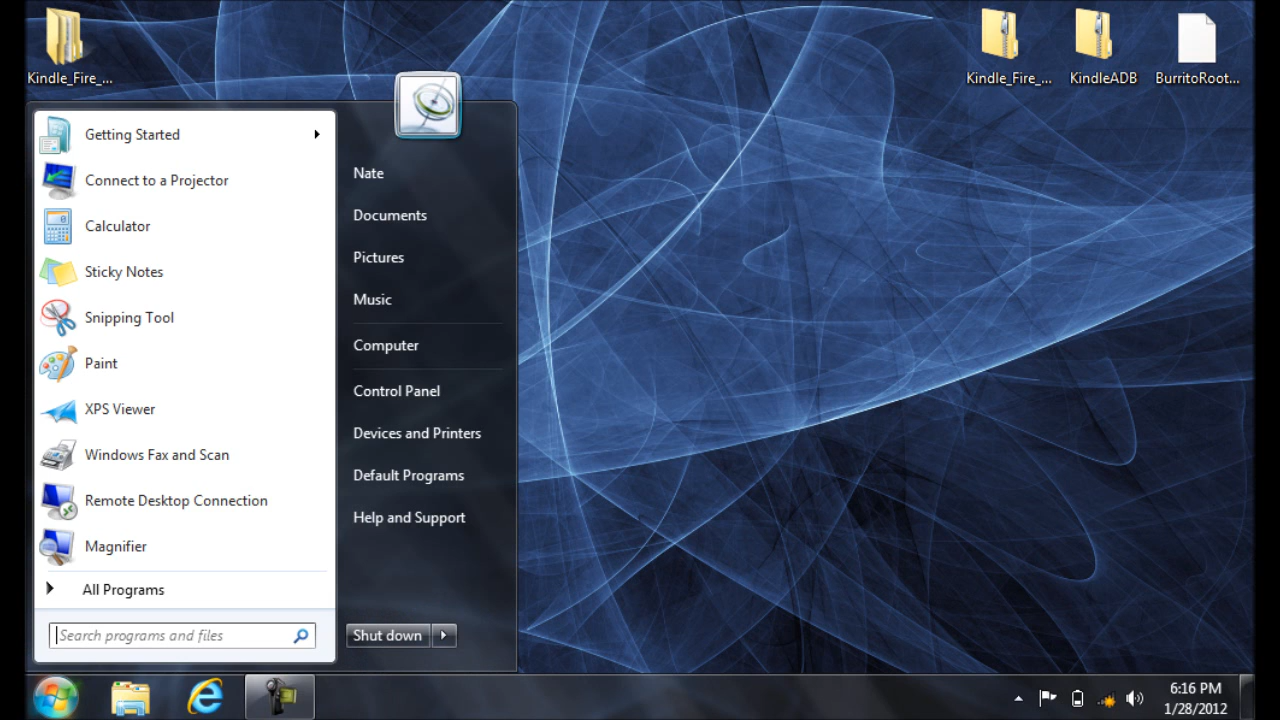 Kindle_Fire_...
Kindle_Fire_...
KindleADB
BurritoRoot...
Getting Started
Connect to a Projector
Calculator
Sticky Notes
Snipping Tool
Paint
XPS Viewer
Windows Fax and Scan
Remote Desktop Connection
Magnifier
All Programs
Search programs and files
Nate
Documents
Pictures
Music
Computer
Control Panel
Devices and Printers
Default Programs
Help and Support
Shut down
6:16 PM
1/28/2012